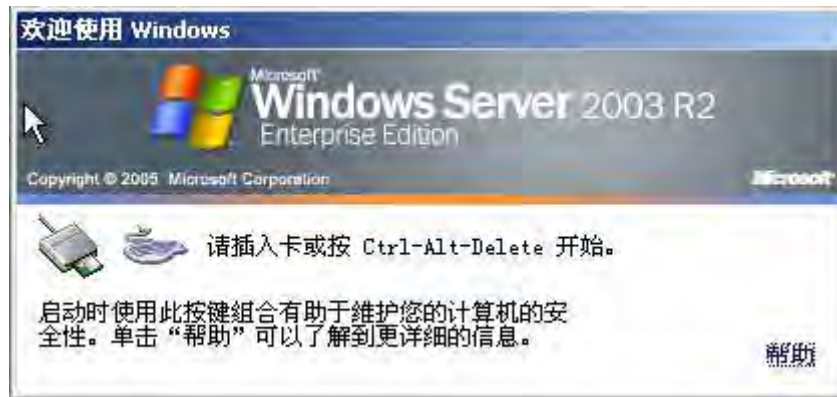 欢迎使用 Windows
Microsoft
Windows Server 2003 R2
Enterprise Edition
Copyright © 2005 Microsoft Corporation
Microsoft
请插入卡或按 Ctrl-Alt-Delete 开始。
启动时使用此按键组合有助于维护您的计算机的安
全性。单击“帮助”可以了解到更详细的信息。
帮助